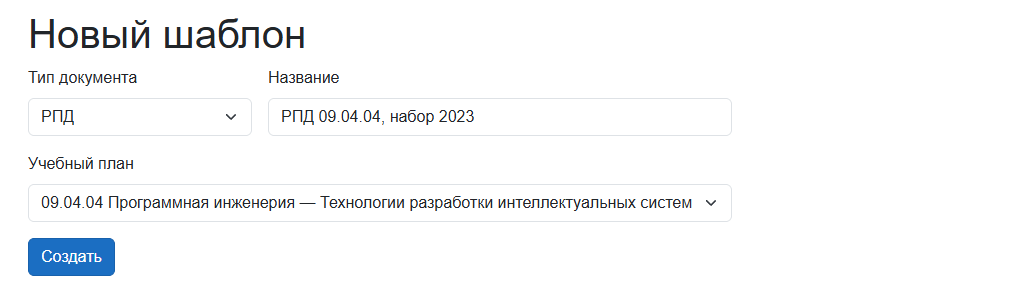 Новый шаблон
Тип документа
Название
РПД
РПД 09.04.04, набор 2023
Учебный план
09.04.04 Программная инженерия — Технологии разработки интеллектуальных систем
Создать